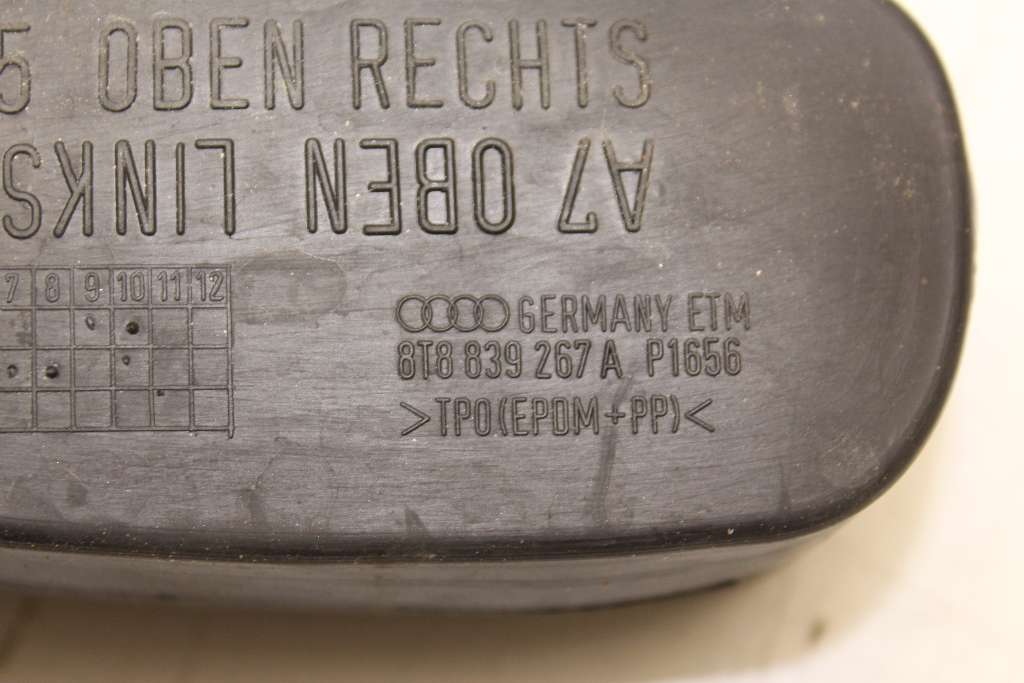 5 OBEN RECHTS
A7 OBEN LINKS
7 8 9 10 11 12
GERMANY ETM
8T8 839 267 A P1656
>TPO(EPDM+PP)<